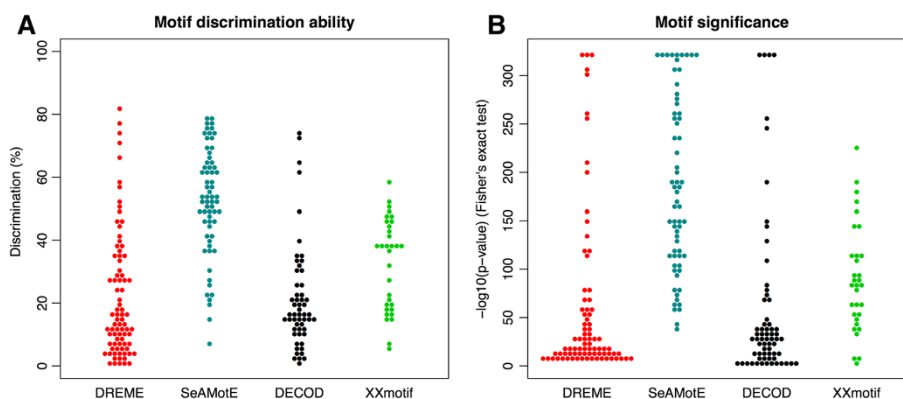 A Motif discrimination ability
Discrimination (%)
100
80
60
40
20
0
DREME SeAMotE DECOD XXmotif
B Motif significance
−log10(p−value) (Fisher's exact test)
300
250
200
150
100
50
0
DREME SeAMotE DECOD XXmotif